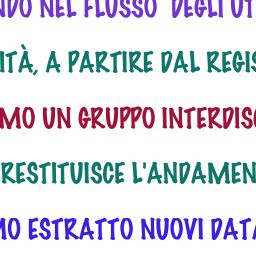 NDO NEL FLUSSO DEGLI UT
ITÀ, A PARTIRE DAL REGIS
MO UN GRUPPO INTERDISC
RESTITUISCE L'ANDAMEN
MO ESTRATTO NUOVI DATA